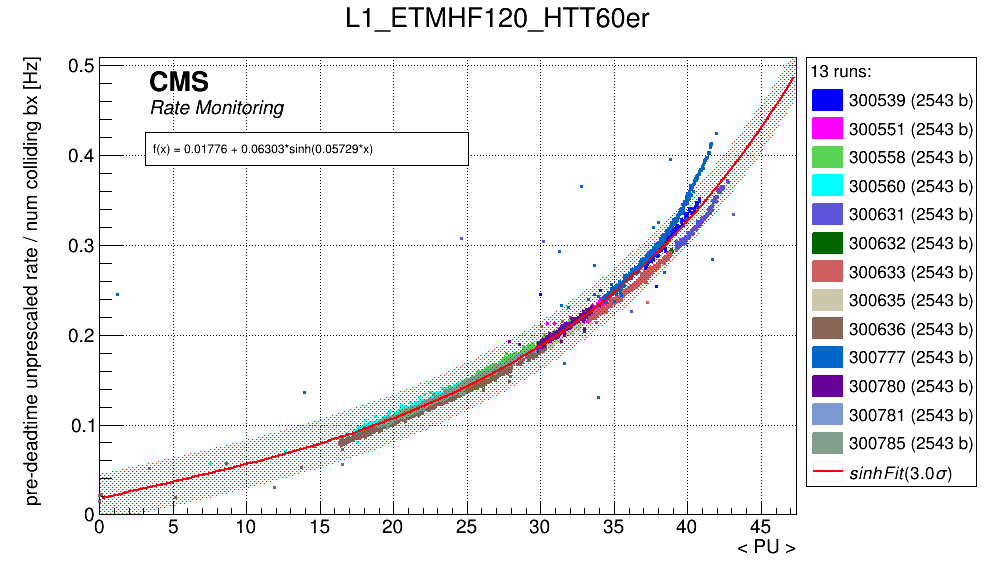 L1_ETMHF120_HTT60er
pre-deadtime unprescaled rate / num colliding bx [Hz]
CMS
Rate Monitoring
f(x) = 0.01776 + 0.06303*sinh(0.05729*x)
0.5
0.4
0.3
0.2
0.1
0
0 5 10 15 20 25 30 35 40 45
< PU >
13 runs:
300539 (2543 b)
300551 (2543 b)
300558 (2543 b)
300560 (2543 b)
300631 (2543 b)
300632 (2543 b)
300633 (2543 b)
300635 (2543 b)
300636 (2543 b)
300777 (2543 b)
300780 (2543 b)
300781 (2543 b)
300785 (2543 b)
sinhFit(3.0σ)